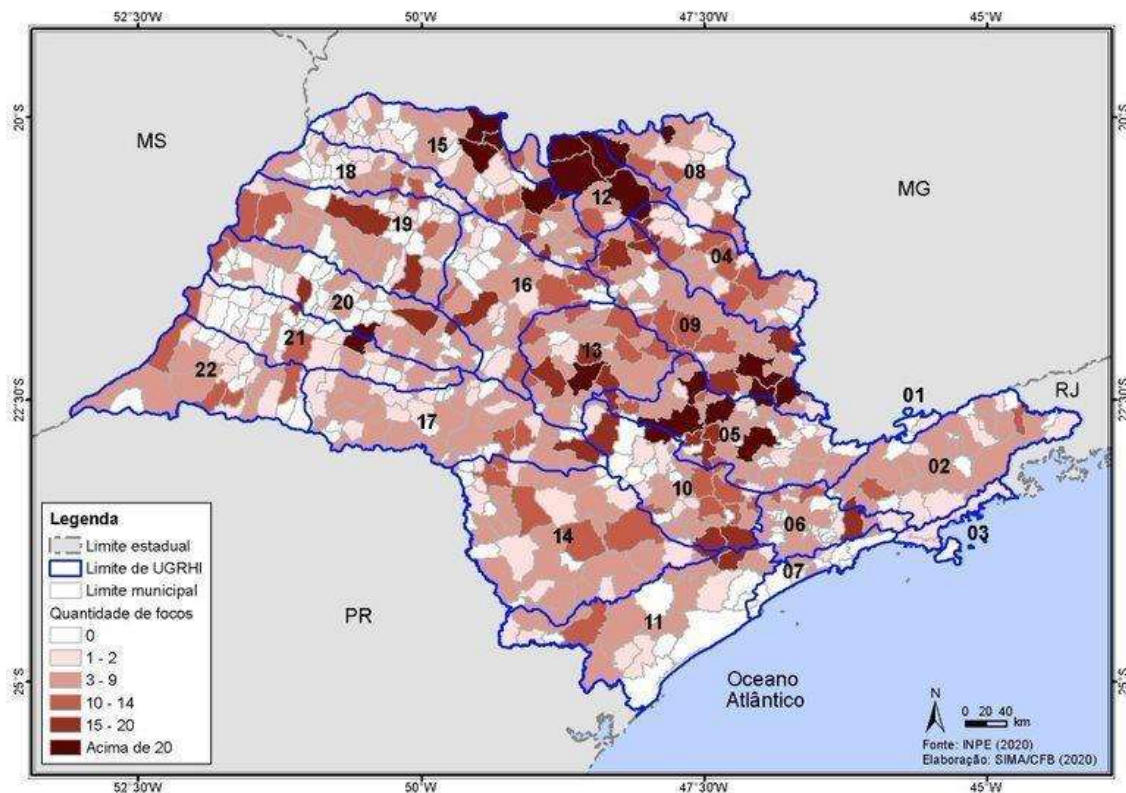 52°30'W 50°W 47°30'W 45°W
20°S 20°S
MS
MG
15
08
18
12
19
04
16
20
09
21
13
22
22°30'S 22°30'S
01
RJ
17
05
02
10
06
03
14
07
11
PR
Oceano
Atlântico
25°S 25°S
Legenda
Limite estadual
Limite de UGRHI
Limite municipal
Quantidade de focos
0
1 - 2
3 - 9
10 - 14
15 - 20
Acima de 20
N
0 20 40
km
Fonte: INPE (2020)
Elaboração: SIMA/CFB (2020)
52°30'W 50°W 47°30'W 45°W